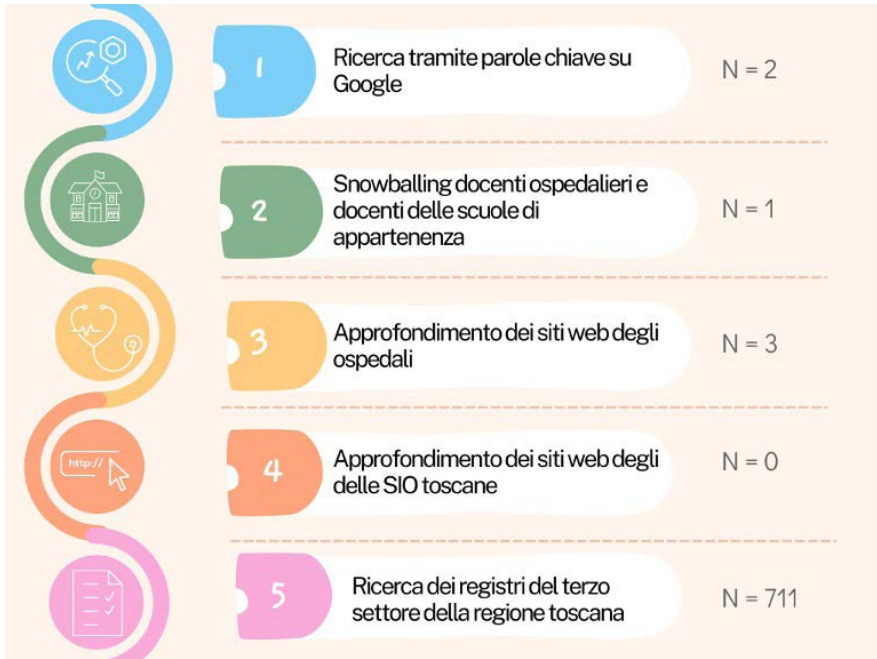 1
Ricerca tramite parole chiave su
Google
N = 2
2
Snowballing docenti ospedalieri e
docenti delle scuole di
appartenenza
N = 1
3
Approfondimento dei siti web degli
ospedali
N = 3
http://
4
Approfondimento dei siti web degli
delle SIO toscane
N = 0
5
Ricerca dei registri del terzo
settore della regione toscana
N = 711